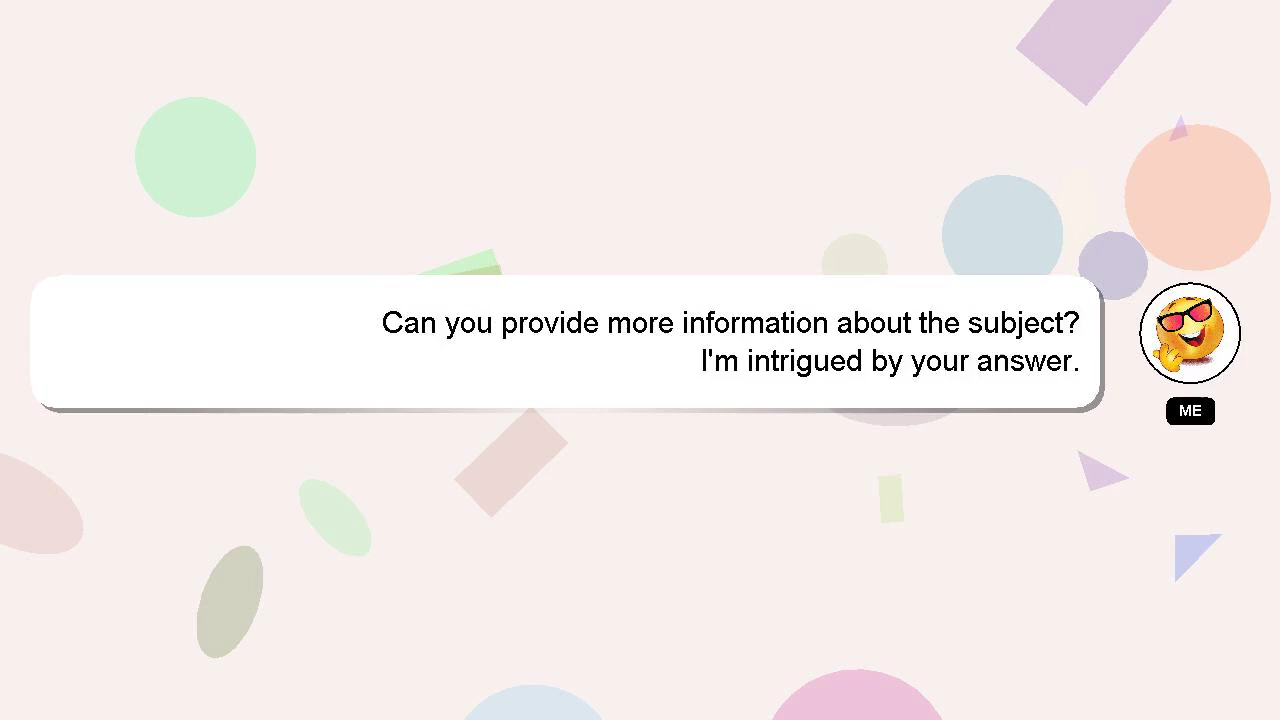 Can you provide more information about the subject?
I'm intrigued by your answer.
ME